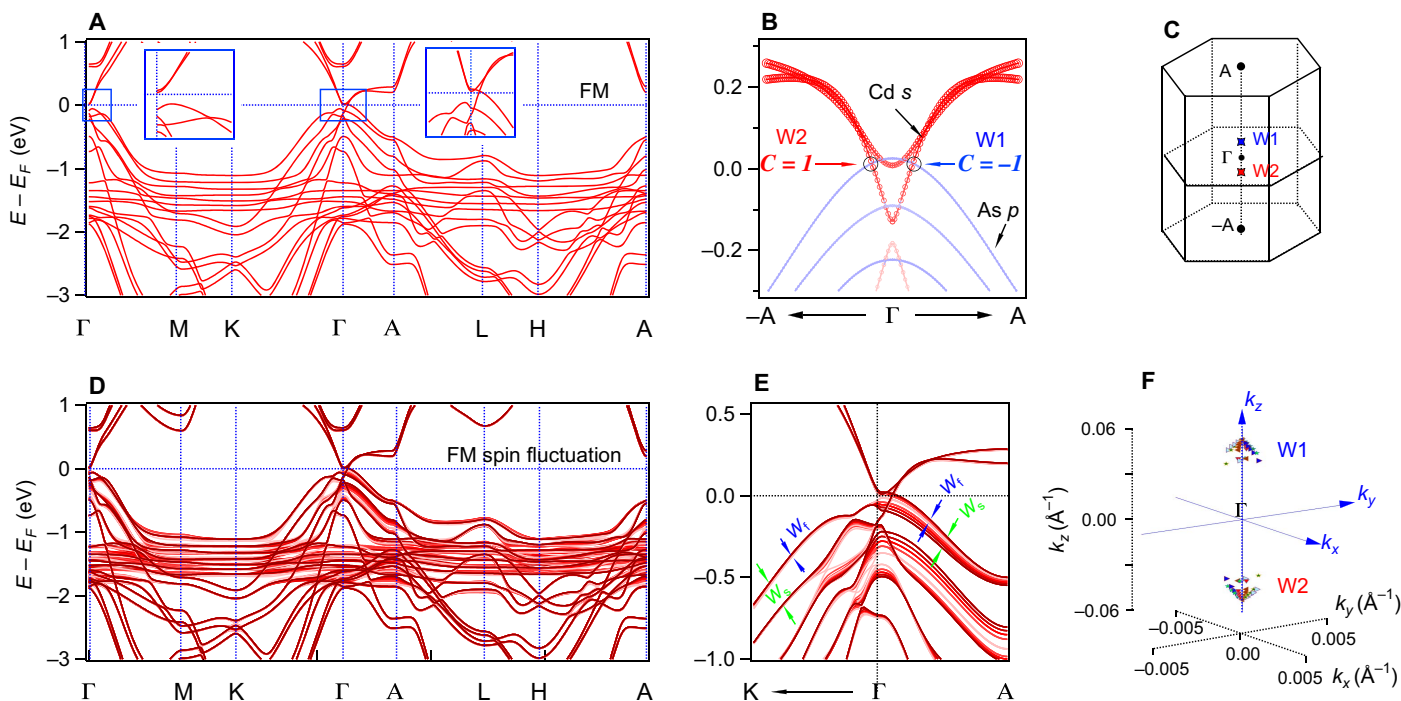 A
1
0
–1
–2
–3
E – E_F (eV)
FM
Γ
M
K
Γ
A
L
H
A
B
0.2
0.0
–0.2
Cd s
W2
C = 1
W1
C = –1
As p
–A
Γ
A
C
A
W1
Γ
W2
–A
D
1
0
–1
–2
–3
E – E_F (eV)
FM spin fluctuation
Γ
M
K
Γ
A
L
H
A
E
0.5
0.0
–0.5
–1.0
W_f
W_s
W_f
W_s
K
Γ
A
F
k_z
0.06
W1
k_z (Å⁻¹)
0.00
Γ
k_y
k_x
W2
–0.06
k_y (Å⁻¹)
–0.005
0.005
–0.005
0.00
0.005
k_x (Å⁻¹)